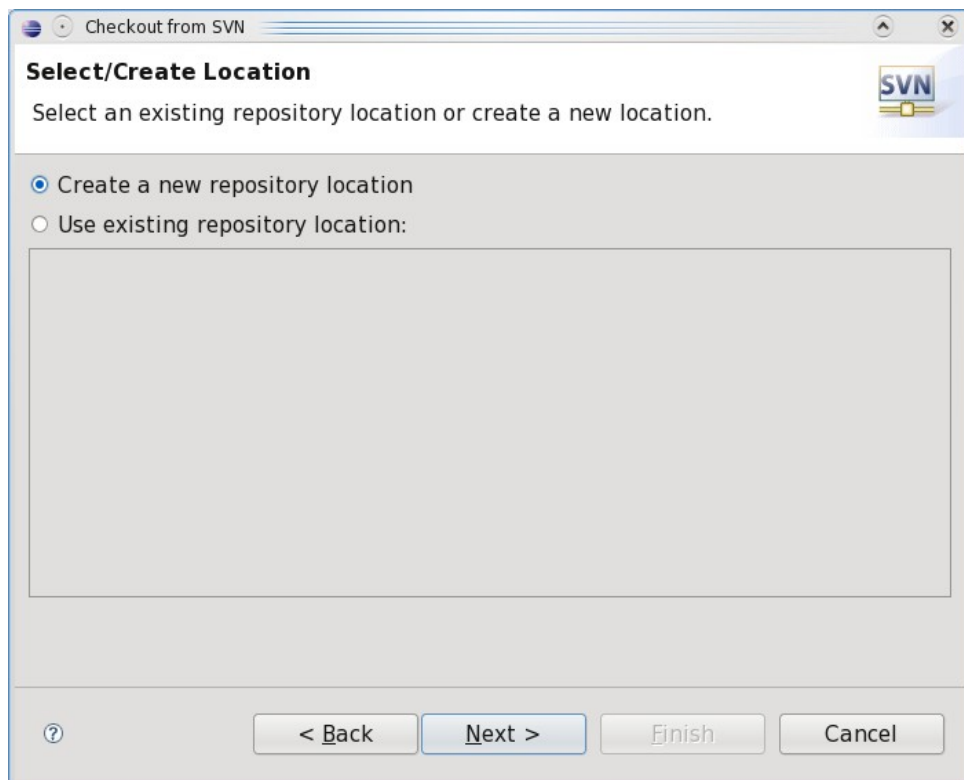 Checkout from SVN
Select/Create Location
Select an existing repository location or create a new location.
SVN
Create a new repository location
Use existing repository location:
?
< Back Next > Finish Cancel